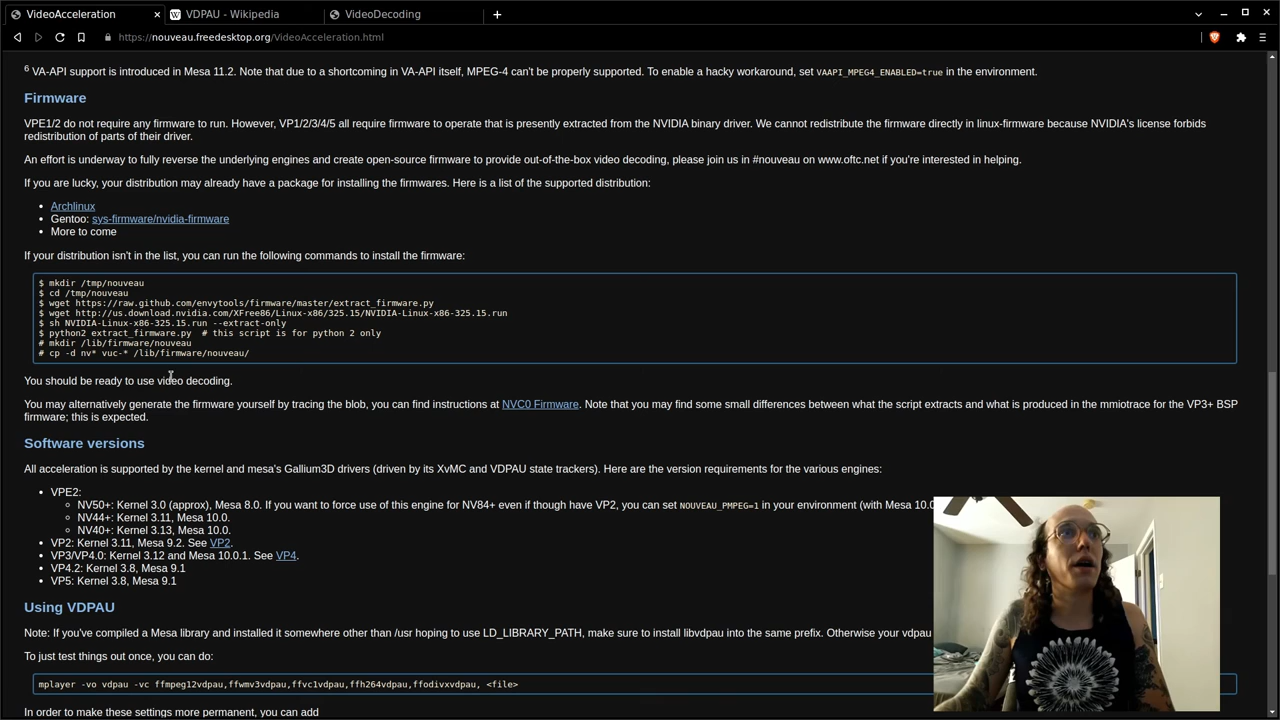 VideoAcceleration
VDPAU - Wikipedia
VideoDecoding
https://nouveau.freedesktop.org/VideoAcceleration.html
6 VA-API support is introduced in Mesa 11.2. Note that due to a shortcoming in VA-API itself, MPEG-4 can't be properly supported. To enable a hacky workaround, set VAAPI_MPEG4_ENABLED=true in the environment.
Firmware
VPE1/2 do not require any firmware to run. However, VP1/2/3/4/5 all require firmware to operate that is presently extracted from the NVIDIA binary driver. We cannot redistribute the firmware directly in linux-firmware because NVIDIA's license forbids
redistribution of parts of their driver.
An effort is underway to fully reverse the underlying engines and create open-source firmware to provide out-of-the-box video decoding, please join us in #nouveau on www.oftc.net if you're interested in helping.
If you are lucky, your distribution may already have a package for installing the firmwares. Here is a list of the supported distribution:
• Archlinux
• Gentoo: sys-firmware/nvidia-firmware
• More to come
If your distribution isn't in the list, you can run the following commands to install the firmware:
$ mkdir /tmp/nouveau
$ cd /tmp/nouveau
$ wget https://raw.github.com/envytools/firmware/master/extract_firmware.py
$ wget http://us.download.nvidia.com/XFree86/Linux-x86/325.15/NVIDIA-Linux-x86-325.15.run
$ sh NVIDIA-Linux-x86-325.15.run --extract-only
$ python2 extract_firmware.py  # this script is for python 2 only
# mkdir /lib/firmware/nouveau
# cp -d nv* vuc-* /lib/firmware/nouveau/
You should be ready to use video decoding.
You may alternatively generate the firmware yourself by tracing the blob, you can find instructions at NVC0 Firmware. Note that you may find some small differences between what the script extracts and what is produced in the mmiotrace for the VP3+ BSP
firmware; this is expected.
Software versions
All acceleration is supported by the kernel and mesa's Gallium3D drivers (driven by its XvMC and VDPAU state trackers). Here are the version requirements for the various engines:
• VPE2:
NV50+: Kernel 3.0 (approx), Mesa 8.0. If you want to force use of this engine for NV84+ even if though have VP2, you can set NOUVEAU_PMPEG=1 in your environment (with Mesa 10.0
NV44+: Kernel 3.11, Mesa 10.0.
NV40+: Kernel 3.13, Mesa 10.0.
• VP2: Kernel 3.11, Mesa 9.2. See VP2.
• VP3/VP4.0: Kernel 3.12 and Mesa 10.0.1. See VP4.
• VP4.2: Kernel 3.8, Mesa 9.1
• VP5: Kernel 3.8, Mesa 9.1
Using VDPAU
Note: If you've compiled a Mesa library and installed it somewhere other than /usr hoping to use LD_LIBRARY_PATH, make sure to install libvdpau into the same prefix. Otherwise your vdpau
To just test things out once, you can do:
mplayer -vo vdpau -vc ffmpeg12vdpau,ffwmv3vdpau,ffvc1vdpau,ffh264vdpau,ffodivxvdpau, <file>
In order to make these settings more permanent, you can add